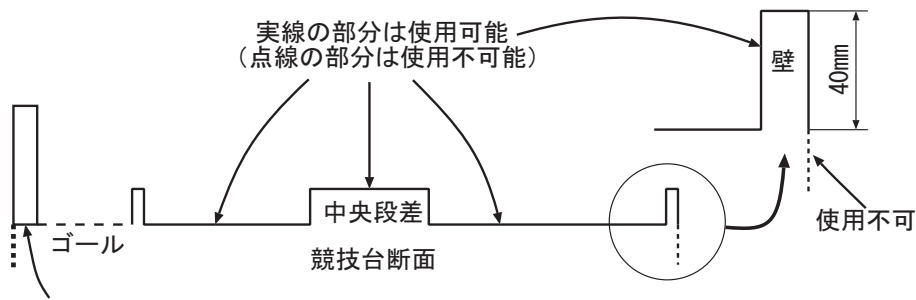 実線の部分は使用可能
（点線の部分は使用不可能）
壁
40mm
中央段差
使用不可
ゴール
競技台断面